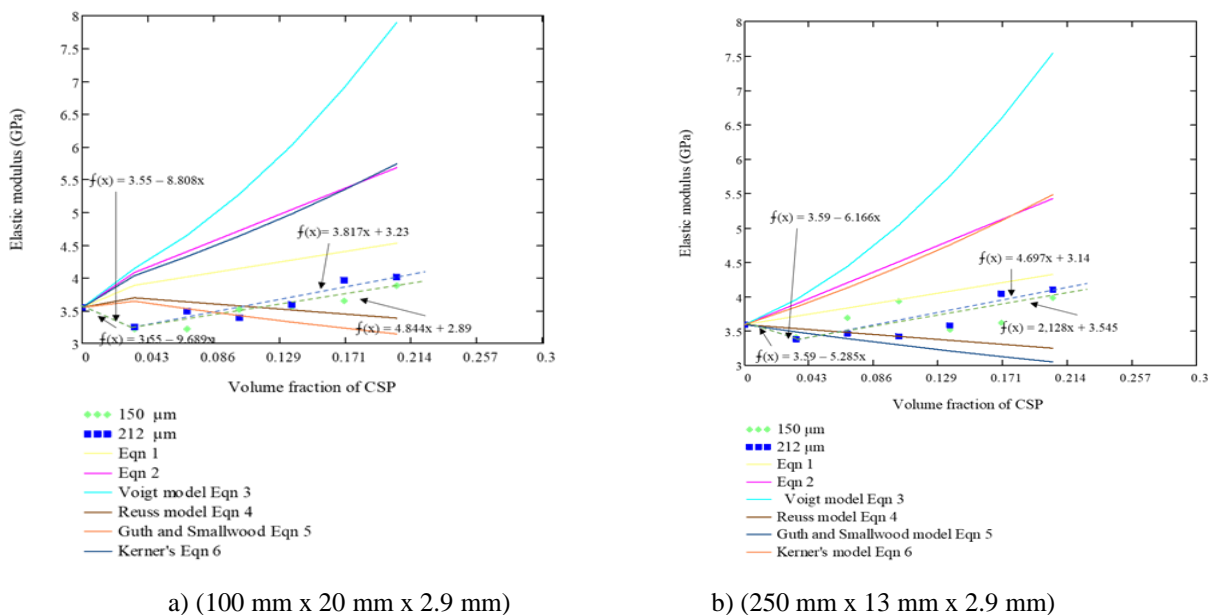 8
7.5
7
6.5
6
5.5
5
4.5
4
3.5
3
Elastic modulus (GPa)
ƒ(x) = 3.55 – 8.808x
ƒ(x)= 3.817x + 3.23
ƒ(x) = 4.844x + 2.89
ƒ(x) = 3.55 – 9.689x
0 0.043 0.086 0.129 0.171 0.214 0.257 0.3
Volume fraction of CSP
150 µm
212 µm
Eqn 1
Eqn 2
Voigt model Eqn 3
Reuss model Eqn 4
Guth and Smallwood Eqn 5
Kerner's Eqn 6
a) (100 mm x 20 mm x 2.9 mm)
8
7.5
7
6.5
6
5.5
5
4.5
4
3.5
3
Elastic modulus (GPa)
ƒ(x) = 3.59 – 6.166x
ƒ(x) = 4.697x + 3.14
ƒ(x) = 2,128x + 3.545
ƒ(x) = 3.59 – 5.285x
0 0.043 0.086 0.129 0.171 0.214 0.257 0.3
Volume fraction of CSP
150 µm
212 µm
Eqn 1
Eqn 2
Voigt model Eqn 3
Reuss model Eqn 4
Guth and Smallwood model Eqn 5
Kerner's model Eqn 6
b) (250 mm x 13 mm x 2.9 mm)